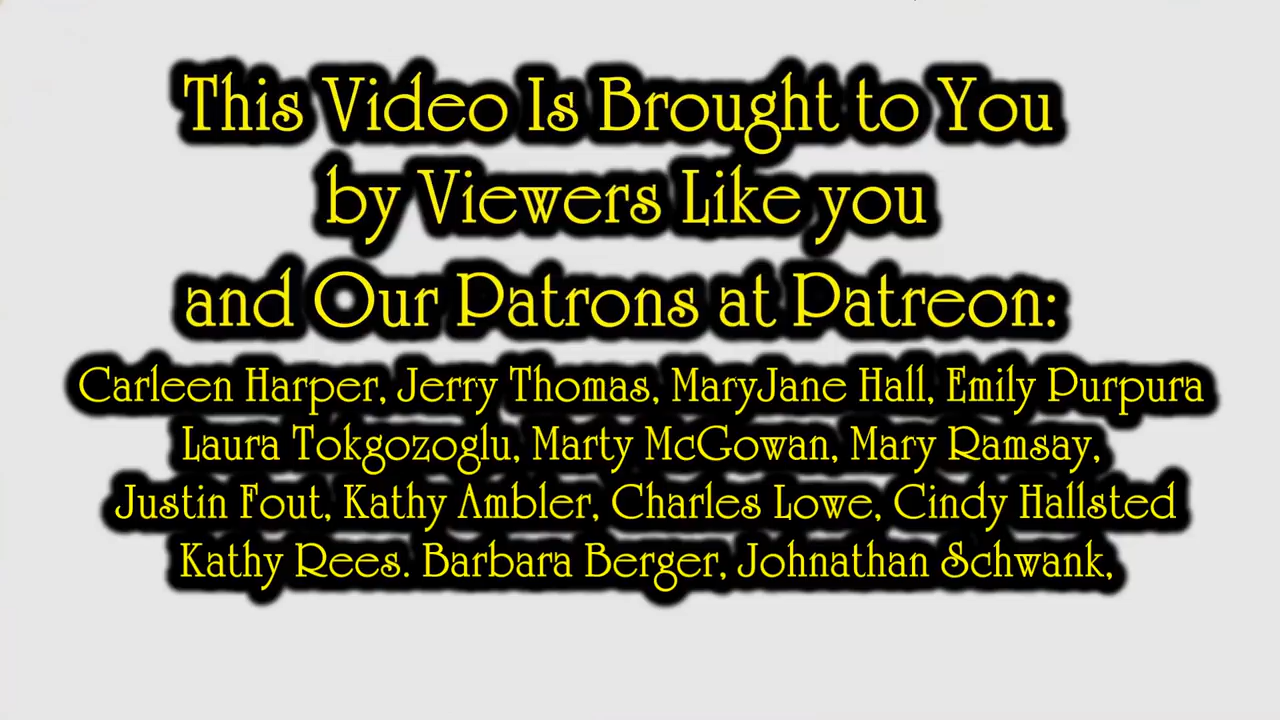 This Video Is Brought to You
by Viewers Like you
and Our Patrons at Patreon:
Carleen Harper, Jerry Thomas, MaryJane Hall, Emily Purpura
Laura Tokgozoglu, Marty McGowan, Mary Ramsay,
Justin Fout, Kathy Ambler, Charles Lowe, Cindy Hallsted
Kathy Rees. Barbara Berger, Johnathan Schwank,